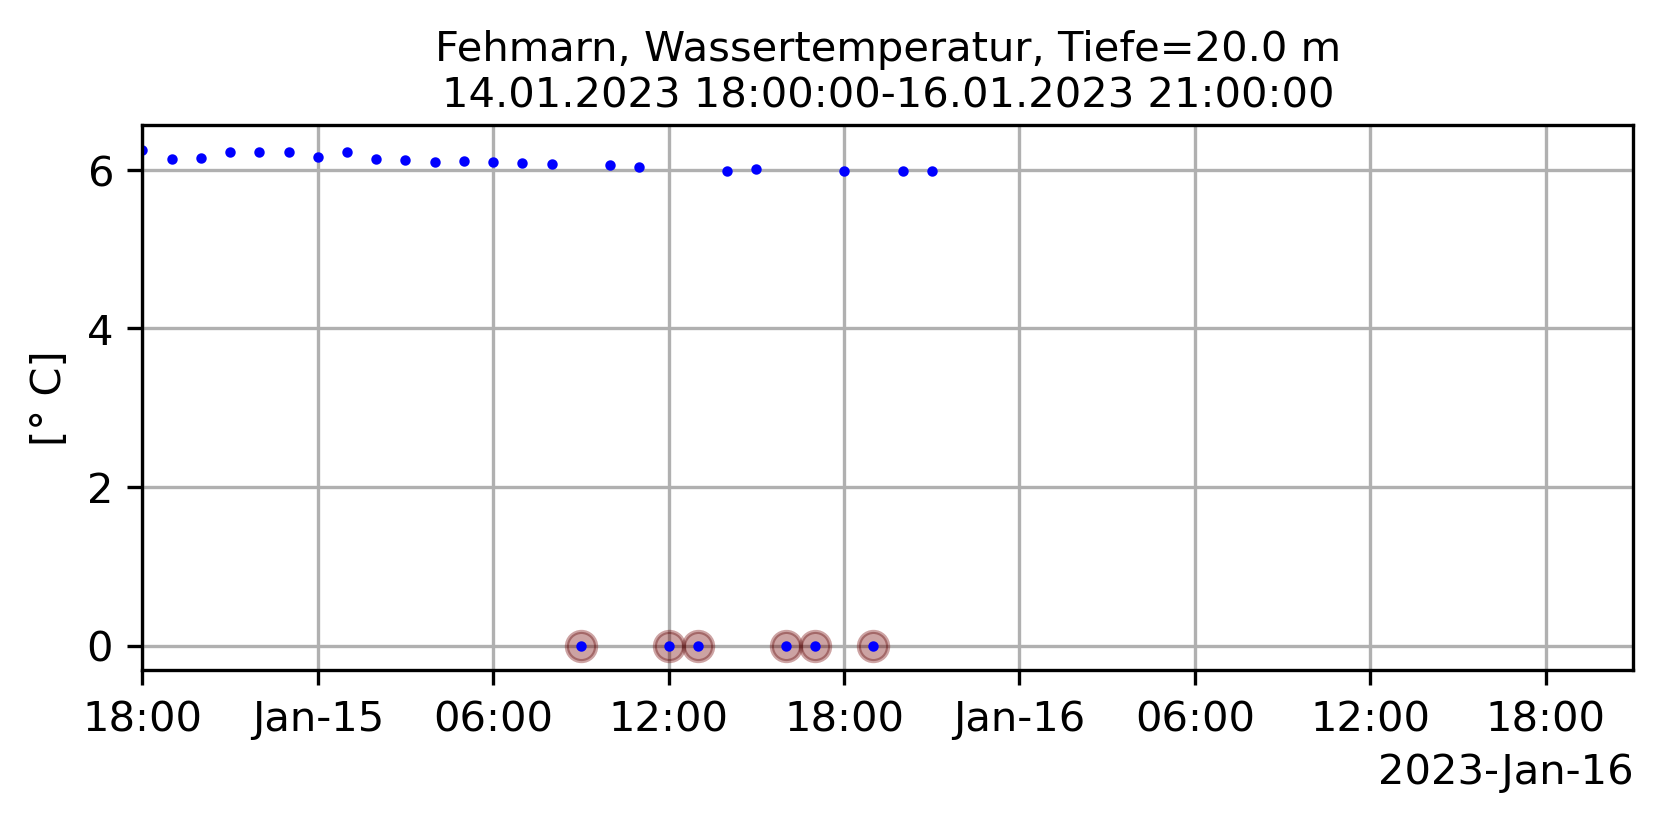 Fehmarn, Wassertemperatur, Tiefe=20.0 m
14.01.2023 18:00:00-16.01.2023 21:00:00
[° C]
6
4
2
0
18:00 Jan-15 06:00 12:00 18:00 Jan-16 06:00 12:00 18:00
2023-Jan-16